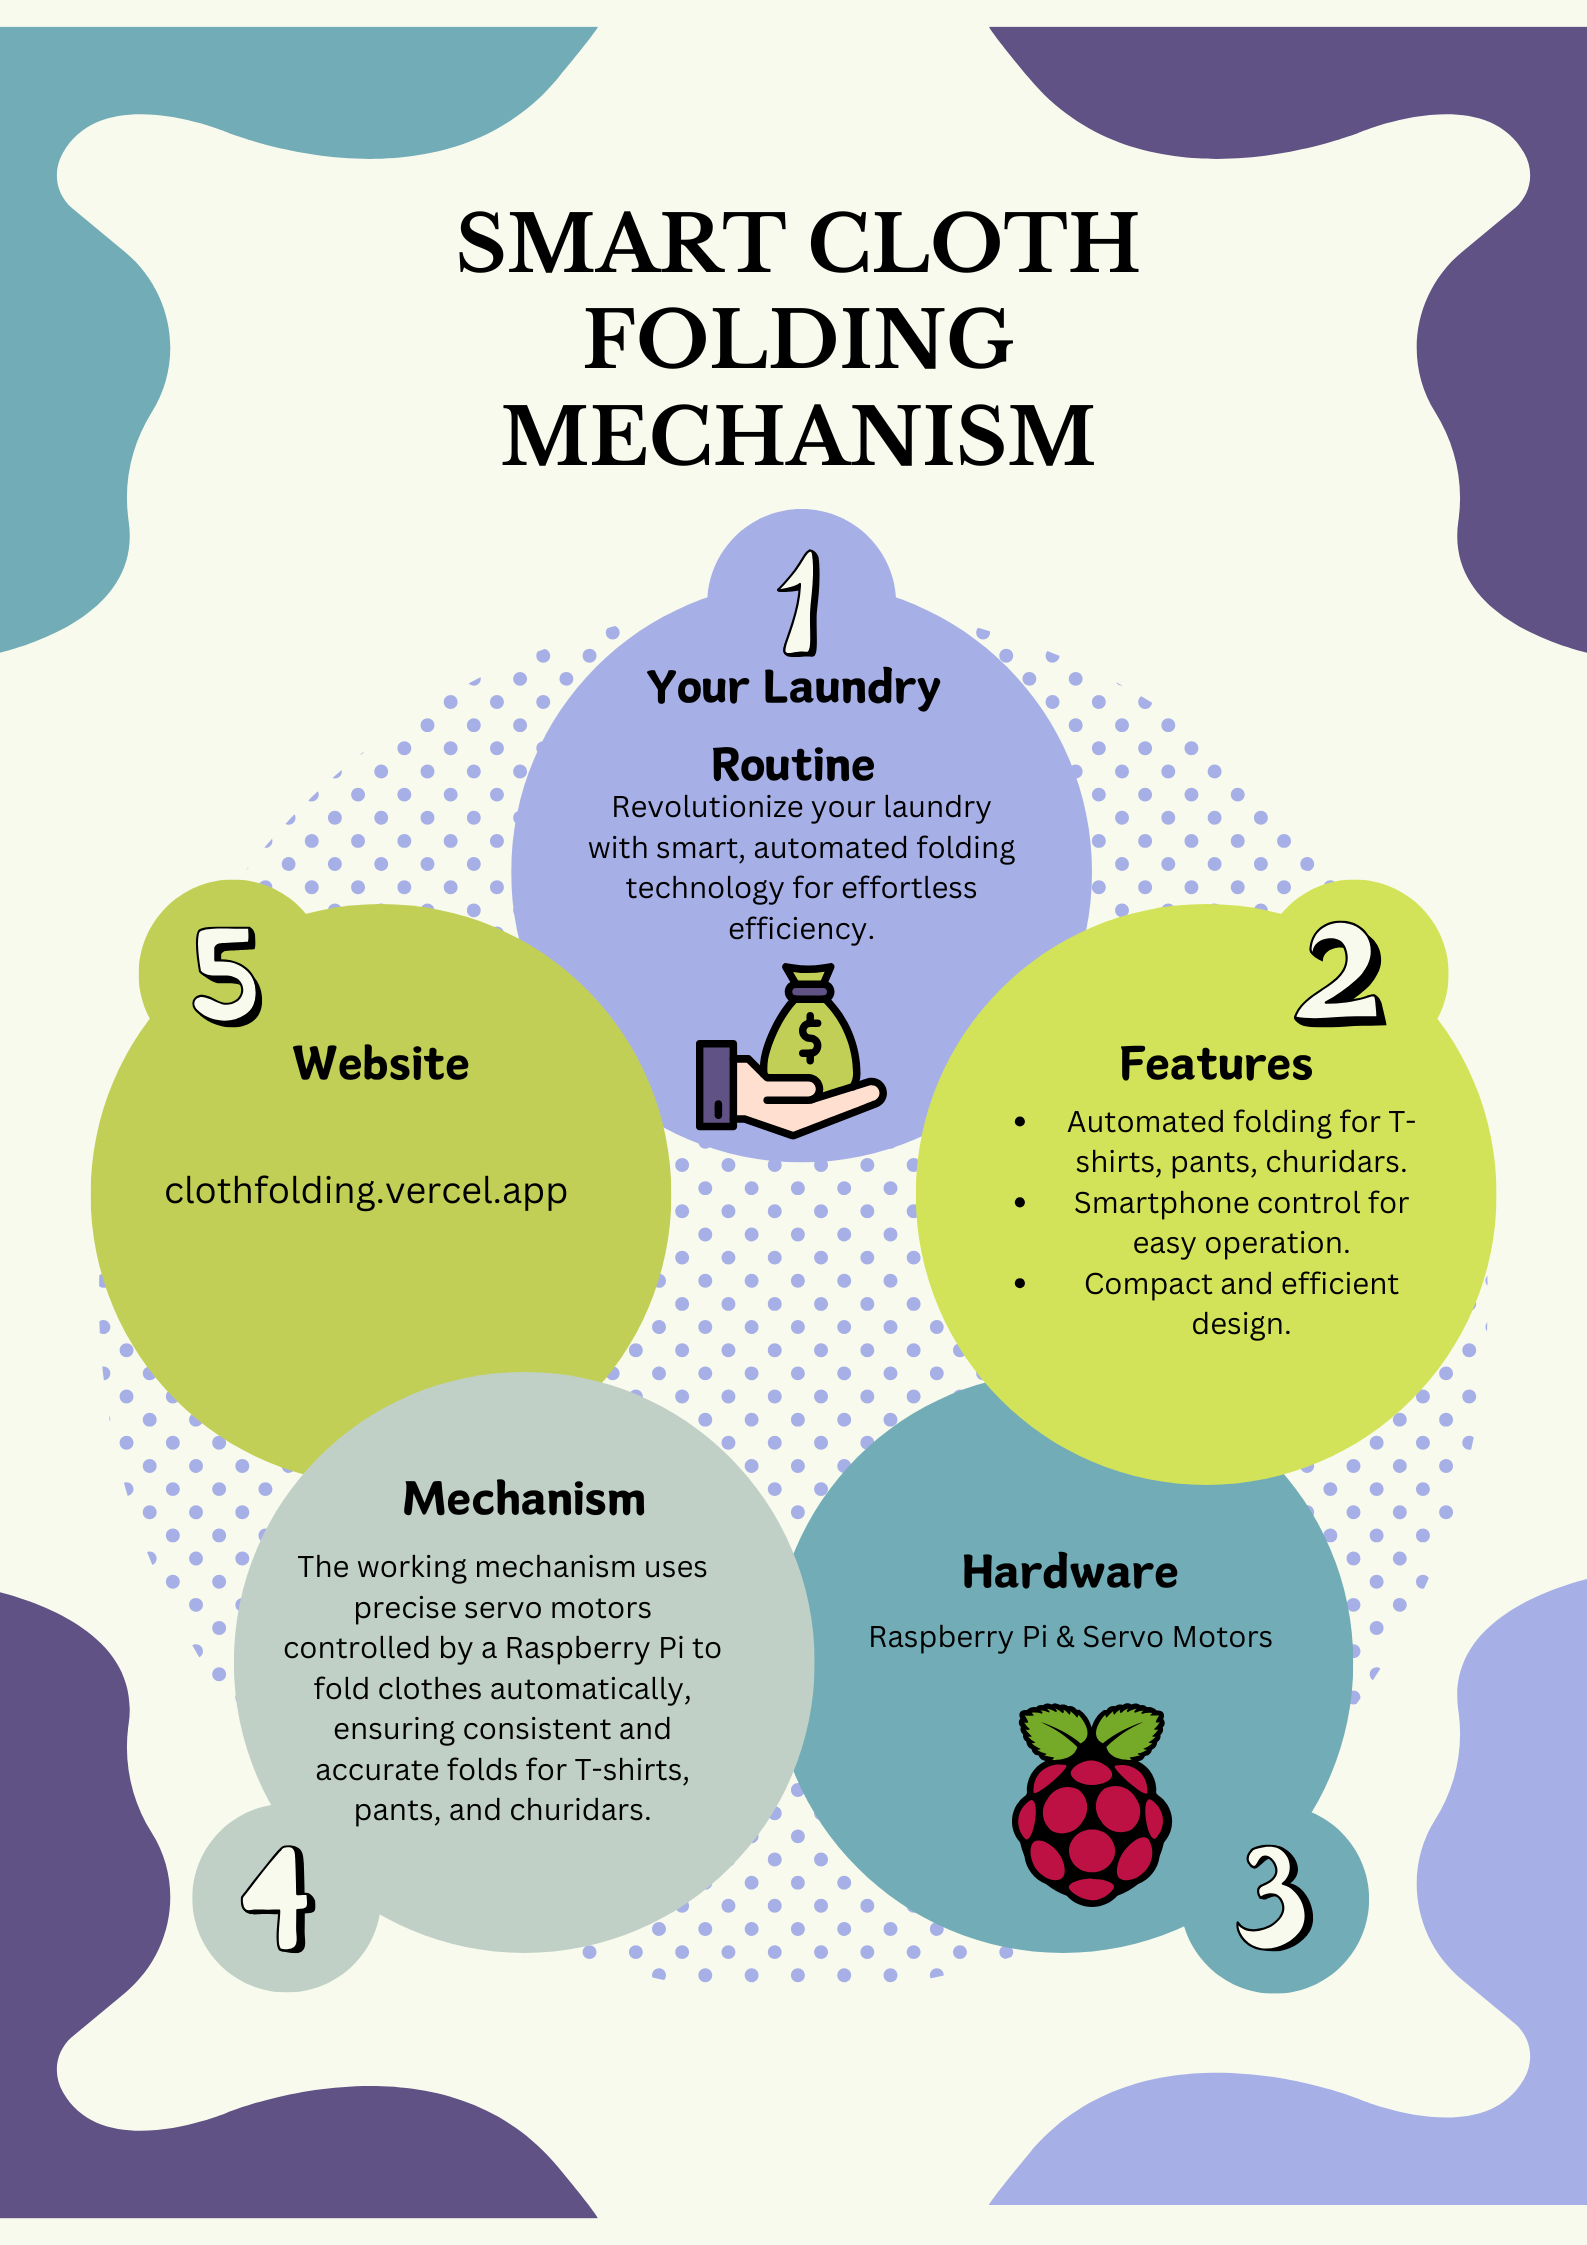 SMART CLOTH
FOLDING
MECHANISM
1
Your Laundry
Routine
Revolutionize your laundry
with smart, automated folding
technology for effortless
efficiency.
$
2
Features
• Automated folding for T-
shirts, pants, churidars.
• Smartphone control for
easy operation.
• Compact and efficient
design.
3
Hardware
Raspberry Pi & Servo Motors
4
Mechanism
The working mechanism uses
precise servo motors
controlled by a Raspberry Pi to
fold clothes automatically,
ensuring consistent and
accurate folds for T-shirts,
pants, and churidars.
5
Website
clothfolding.vercel.app